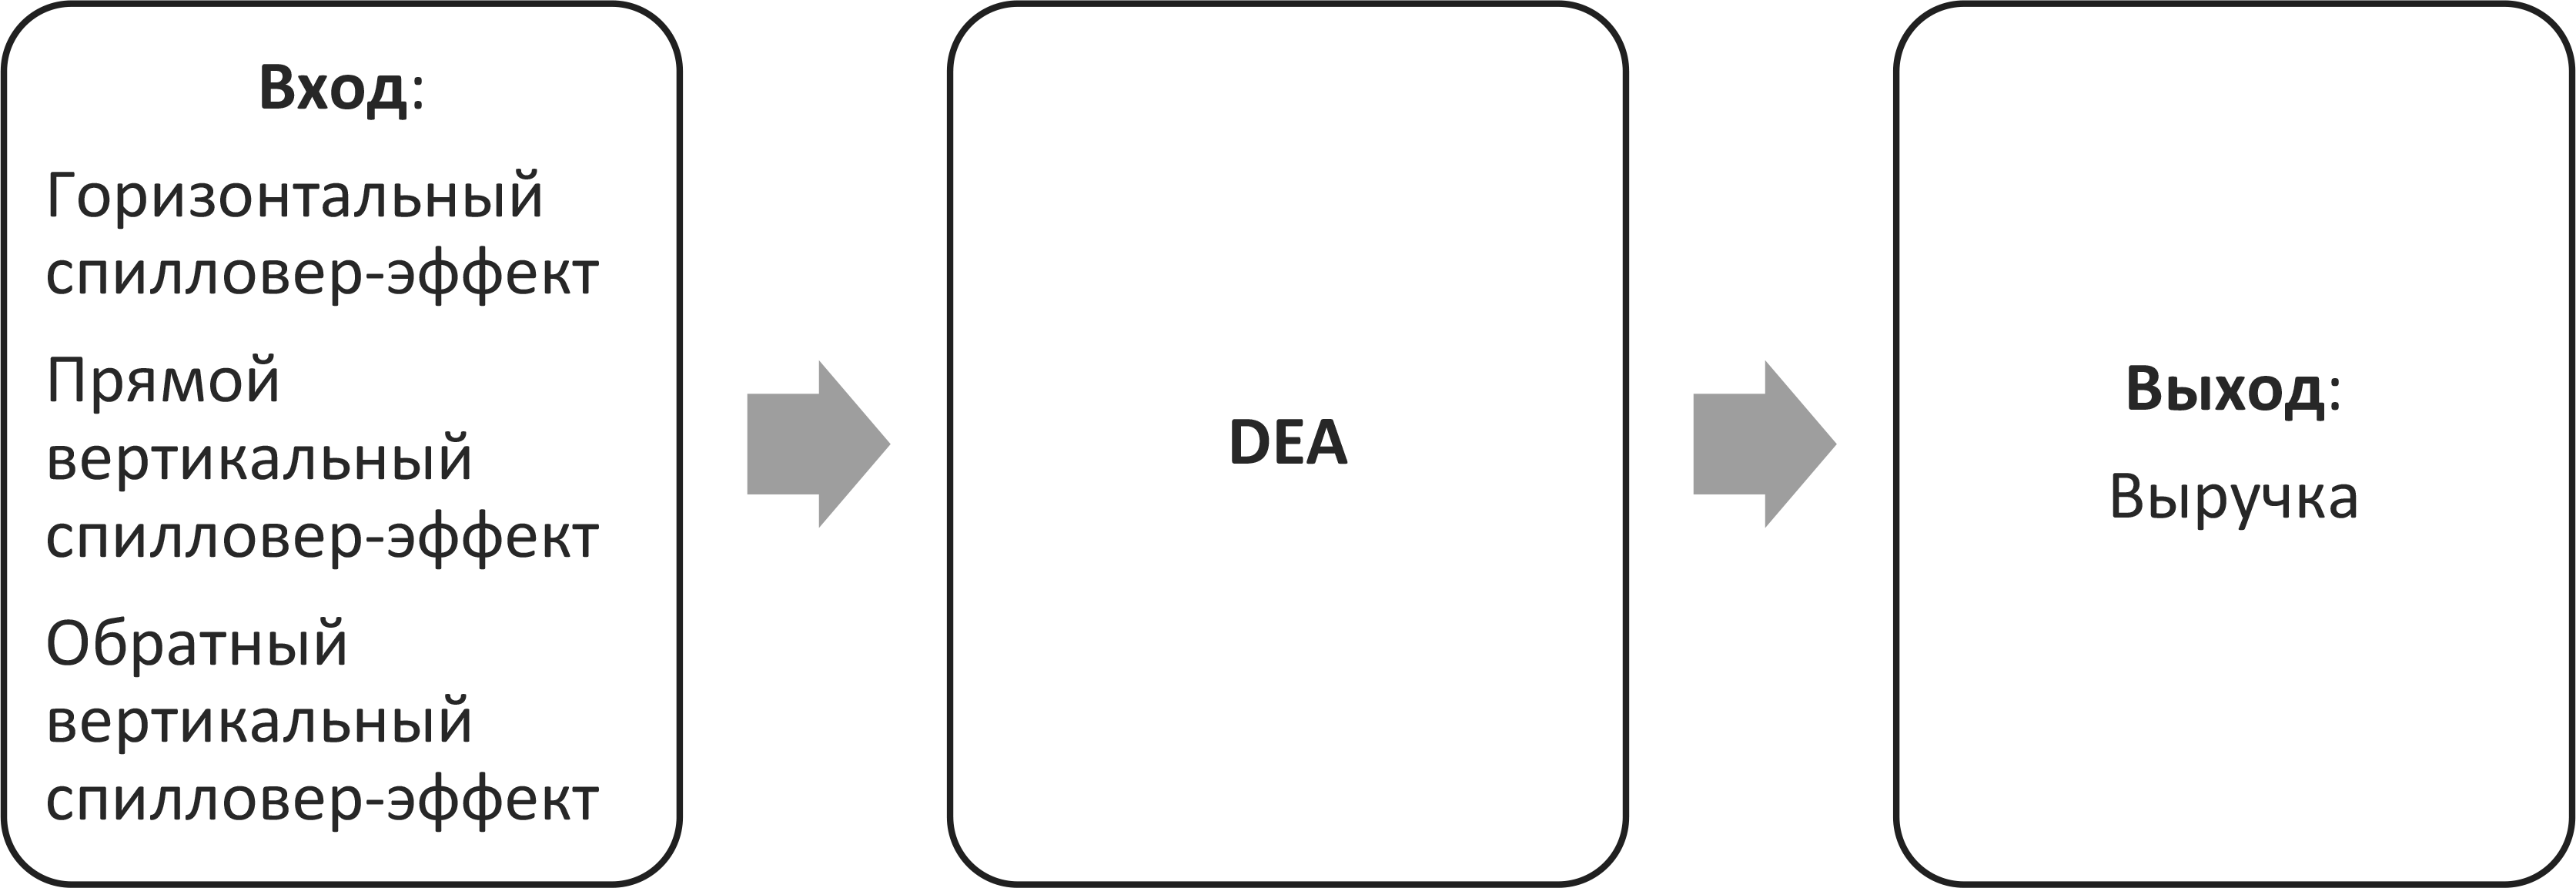 Вход:
Горизонтальный
спилловер-эффект
Прямой
вертикальный
спилловер-эффект
Обратный
вертикальный
спилловер-эффект
DEA
Выход:
Выручка